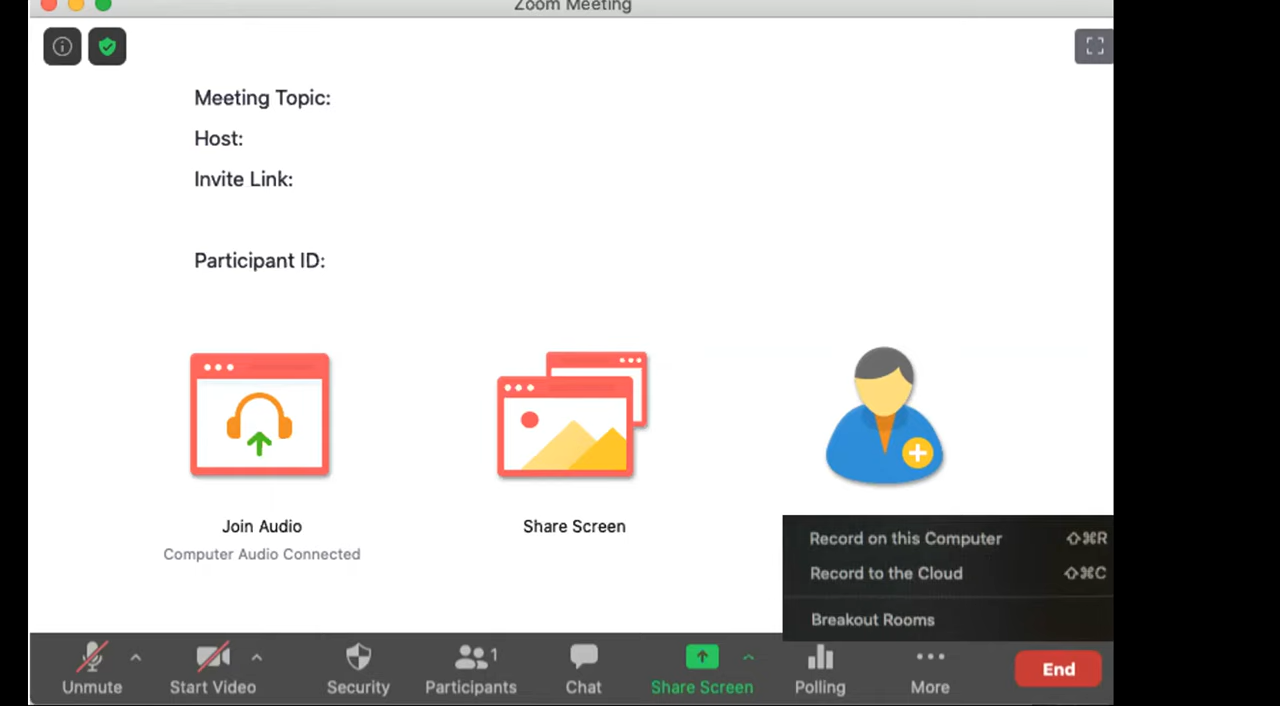 Zoom Meeting
Meeting Topic:
Host:
Invite Link:
Participant ID:
Join Audio
Computer Audio Connected
Share Screen
Record on this Computer ⇧⌘R
Record to the Cloud ⇧⌘C
Breakout Rooms
Unmute
Start Video
Security
Participants 1
Chat
Share Screen
Polling
More
End